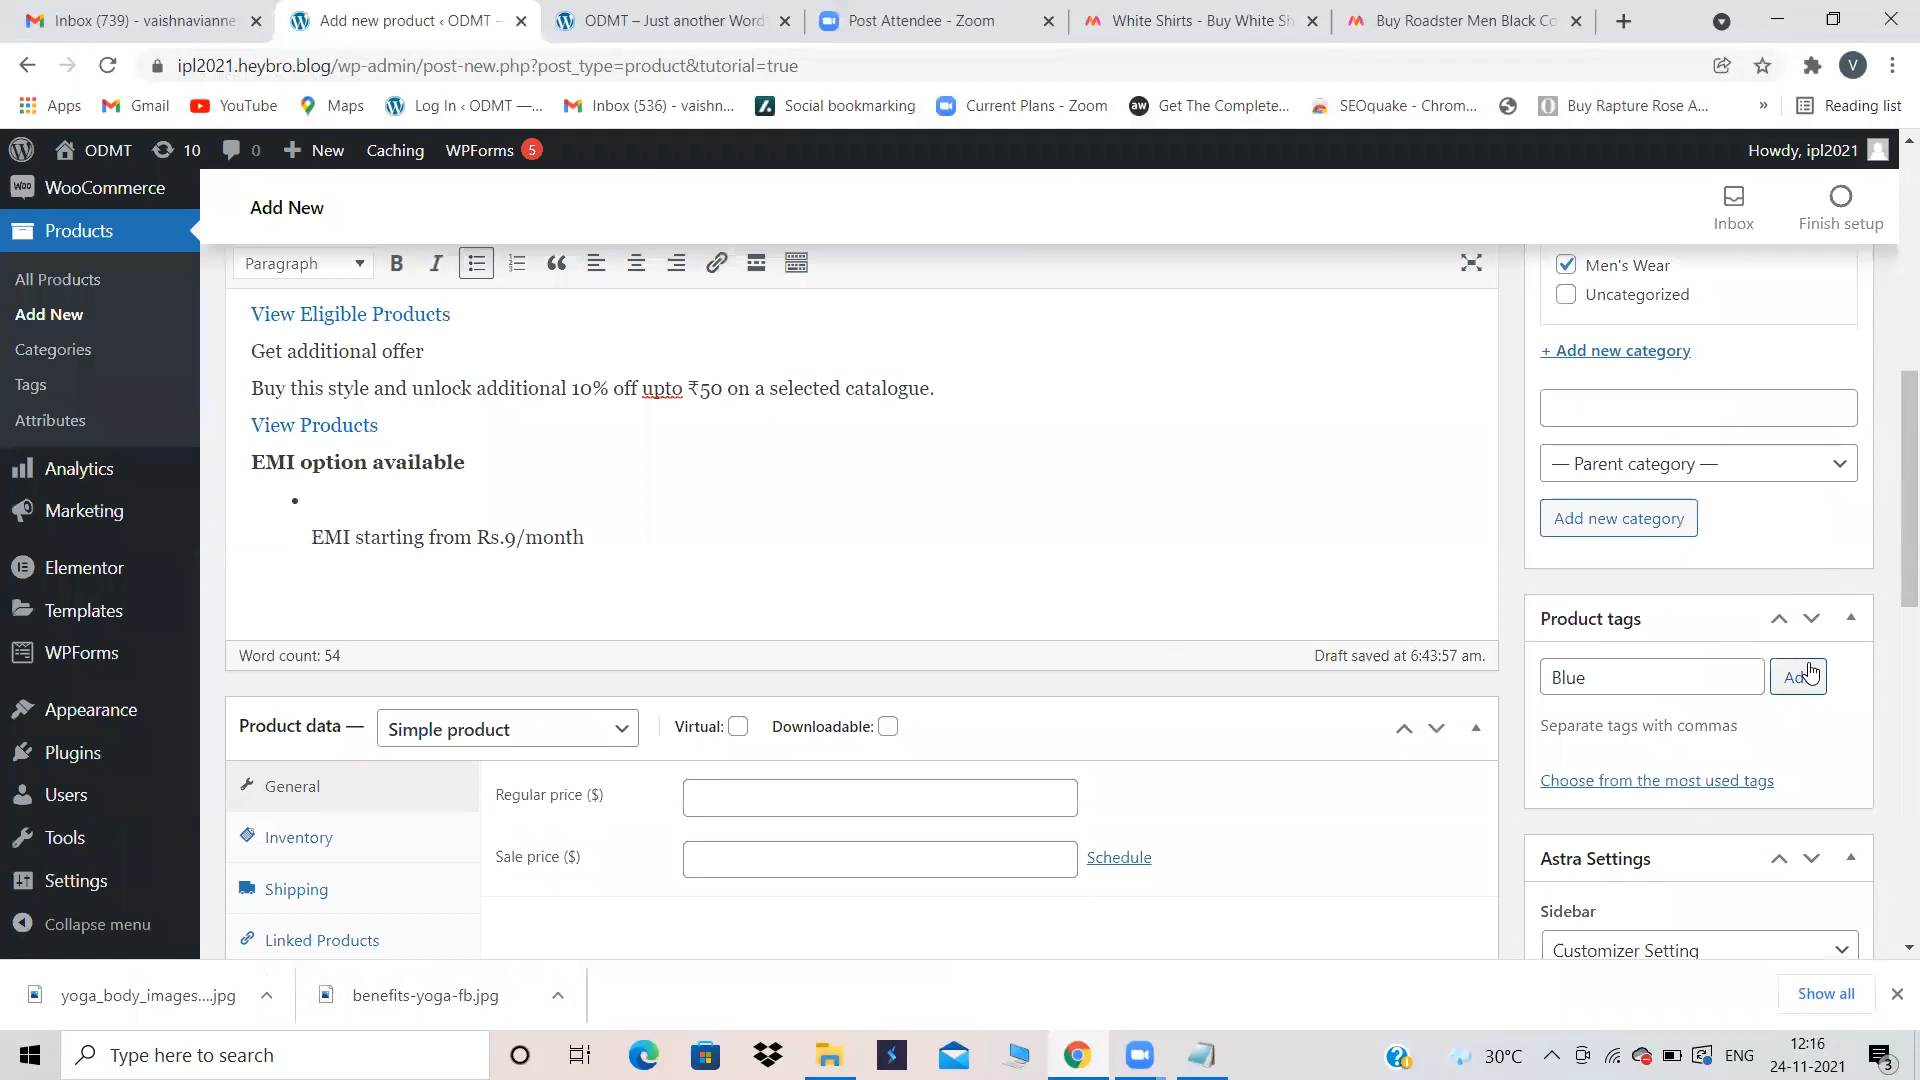 Inbox (739) - vaishnavianne
Add new product ‹ ODMT –
ODMT – Just another Word
Post Attendee - Zoom
White Shirts - Buy White Sh
Buy Roadster Men Black Co
ipl2021.heybro.blog/wp-admin/post-new.php?post_type=product&tutorial=true
V
Apps
Gmail
YouTube
Maps
Log In ‹ ODMT —...
Inbox (536) - vaishn...
Social bookmarking
Current Plans - Zoom
aw
Get The Complete...
SEOquake - Chrom...
Buy Rapture Rose A...
»
Reading list
ODMT
10
0
New
Caching
WPForms 5
Howdy, ipl2021
Woo
WooCommerce
Products
All Products
Add New
Categories
Tags
Attributes
Analytics
Marketing
Elementor
Templates
WPForms
Appearance
Plugins
Users
Tools
Settings
Collapse menu
Add New
Inbox
Finish setup
Paragraph
B
I
View Eligible Products
Get additional offer
Buy this style and unlock additional 10% off upto ₹50 on a selected catalogue.
View Products
EMI option available
•
EMI starting from Rs.9/month
Word count: 54
Draft saved at 6:43:57 am.
Product data —
Simple product
Virtual:
Downloadable:
General
Inventory
Shipping
Linked Products
Regular price ($)
Sale price ($)
Schedule
Men's Wear
Uncategorized
+ Add new category
— Parent category —
Add new category
Product tags
Blue
Add
Separate tags with commas
Choose from the most used tags
Astra Settings
Sidebar
Customizer Setting
yoga_body_images....jpg
benefits-yoga-fb.jpg
Show all
Type here to search
30°C
ENG
12:16
24-11-2021
3